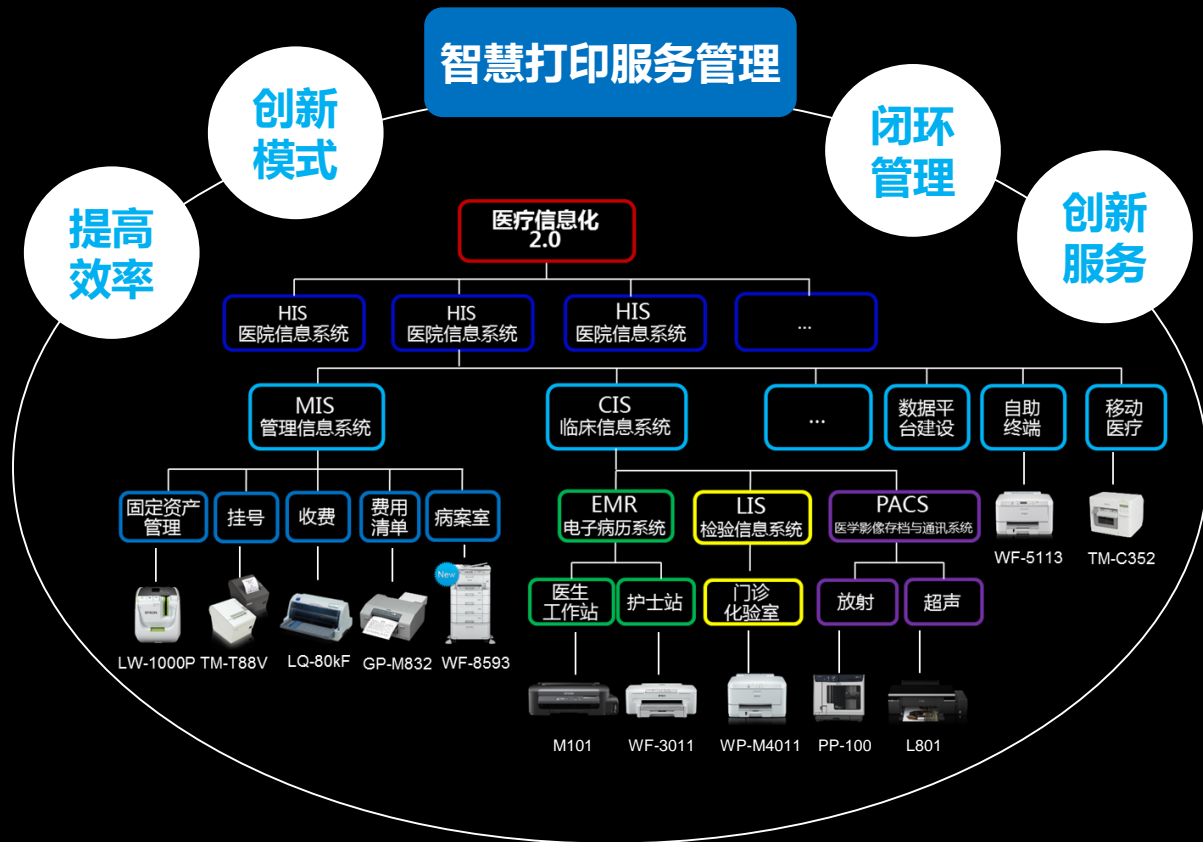 智慧打印服务管理
创新
模式
闭环
管理
提高
效率
创新
服务
医疗信息化
2.0
HIS
医院信息系统
HIS
医院信息系统
HIS
医院信息系统
...
MIS
管理信息系统
CIS
临床信息系统
...
数据平
台建设
自助
终端
移动
医疗
固定资产
管理
挂号
收费
费用
清单
病案室
EMR
电子病历系统
LIS
检验信息系统
PACS
医学影像存档与通讯系统
WF-5113
TM-C352
New
医生
工作站
护士站
门诊
化验室
放射
超声
LW-1000P
TM-T88V
LQ-80kF
GP-M832
WF-8593
M101
WF-3011
WP-M4011
PP-100
L801